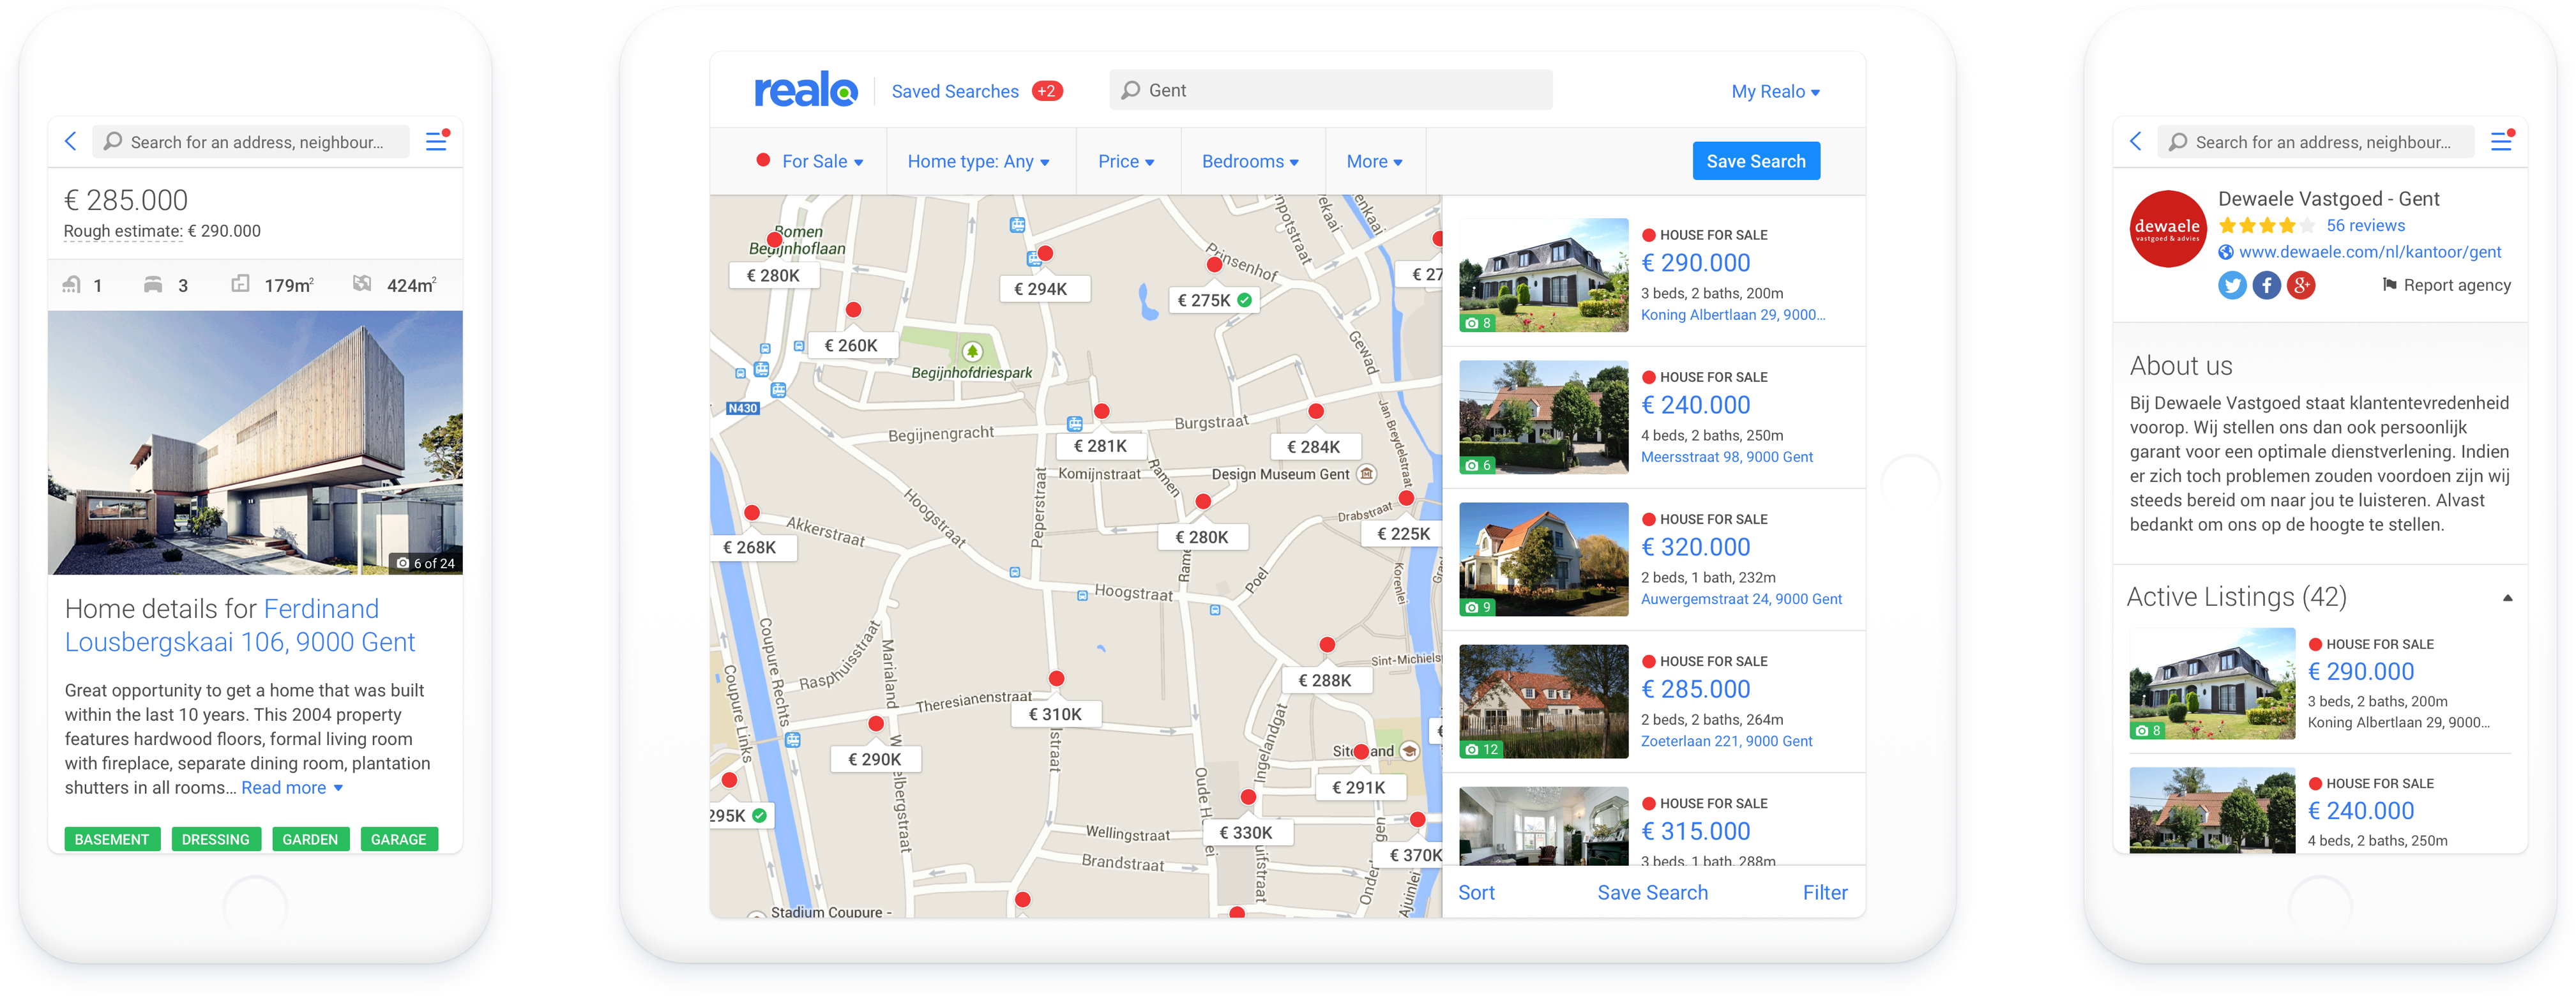 Search for an address, neighbour...
€ 285.000
Rough estimate: € 290.000
1
3
179m²
424m²
6 of 24
Home details for Ferdinand
Lousbergskaai 106, 9000 Gent
Great opportunity to get a home that was built
within the last 10 years. This 2004 property
features hardwood floors, formal living room
with fireplace, separate dining room, plantation
shutters in all rooms... Read more
BASEMENT
DRESSING
GARDEN
GARAGE
realo
Saved Searches +2
Gent
My Realo
For Sale
Home type: Any
Price
Bedrooms
More
Save Search
Bomen
Begijnhoflaan
€ 280K
€ 294K
Prinsenhof
€ 275K
€ 27
€ 260K
Begijnhofdriespark
Gewad
N430
Begijnengracht
Burgstraat
€ 281K
€ 284K
Jan Breydelstraat
Komijnstraat
Ramen
Design Museum Gent
Peperstraat
Hoogstraat
Akkerstraat
€ 268K
€ 280K
Drabstraat
€ 225K
Rame
Poel
Korenlei
Hoogstraat
Coupure Rechts
Coupure Links
Rasphuisstraat
Marialand
Sint-Michiels
€ 288K
Theresianenstraat
€ 310K
€ 290K
lstraat
elbergstraat
Ingelandgat
€ 291K
295K
Oude H
€ 330K
Wellingstraat
Brandstraat
€ 370K
uifstraat
Onder
gen
Ajuinlei
Stadium Coupure -
8
HOUSE FOR SALE
€ 290.000
3 beds, 2 baths, 200m
Koning Albertlaan 29, 9000...
6
HOUSE FOR SALE
€ 240.000
4 beds, 2 baths, 250m
Meersstraat 98, 9000 Gent
9
HOUSE FOR SALE
€ 320.000
2 beds, 1 bath, 232m
Auwergemstraat 24, 9000 Gent
12
HOUSE FOR SALE
€ 285.000
2 beds, 2 baths, 264m
Zoeterlaan 221, 9000 Gent
HOUSE FOR SALE
€ 315.000
3 beds, 1 bath, 288m
Sort
Save Search
Filter
Search for an address, neighbour...
dewaele
vastgoed & advies
Dewaele Vastgoed - Gent
56 reviews
www.dewaele.com/nl/kantoor/gent
Report agency
About us
Bij Dewaele Vastgoed staat klantentevredenheid
voorop. Wij stellen ons dan ook persoonlijk
garant voor een optimale dienstverlening. Indien
er zich toch problemen zouden voordoen zijn wij
steeds bereid om naar jou te luisteren. Alvast
bedankt om ons op de hoogte te stellen.
Active Listings (42)
8
HOUSE FOR SALE
€ 290.000
3 beds, 2 baths, 200m
Koning Albertlaan 29, 9000...
HOUSE FOR SALE
€ 240.000
4 beds, 2 baths, 250m